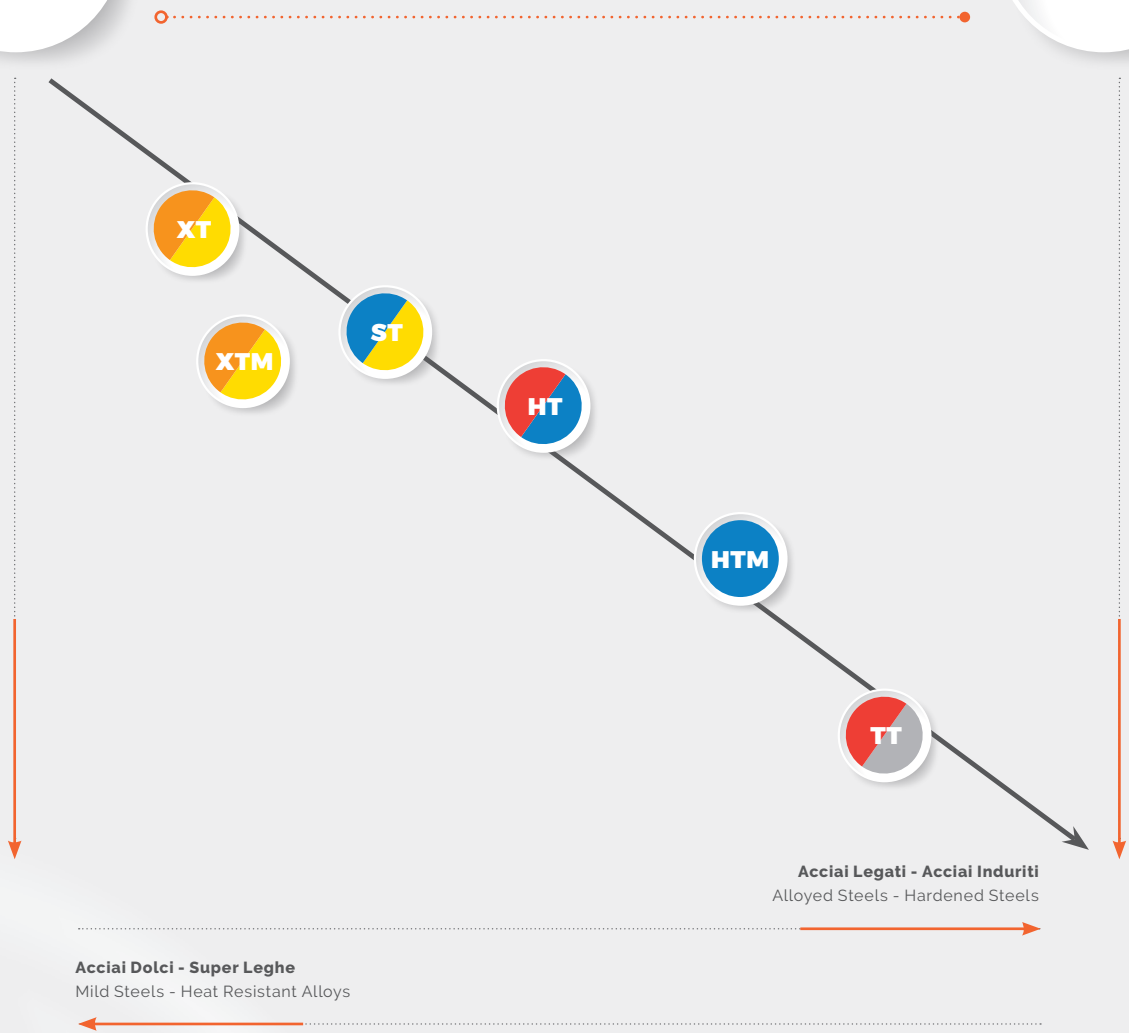 XT
ST
XTM
HT
HTM
TT
Acciai Legati - Acciai Induriti
Alloyed Steels - Hardened Steels
Acciai Dolci - Super Leghe
Mild Steels - Heat Resistant Alloys